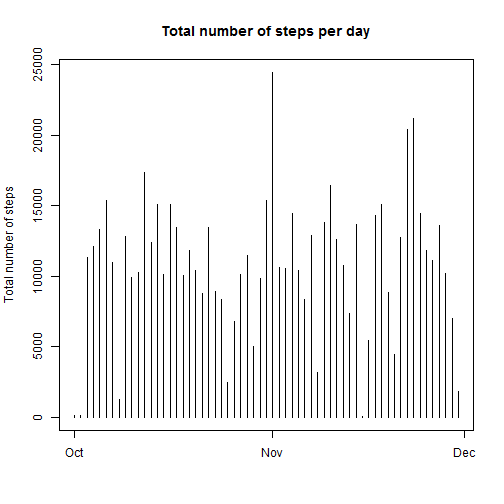 Total number of steps per day
Total number of steps
25000
20000
15000
10000
5000
0
Oct Nov Dec